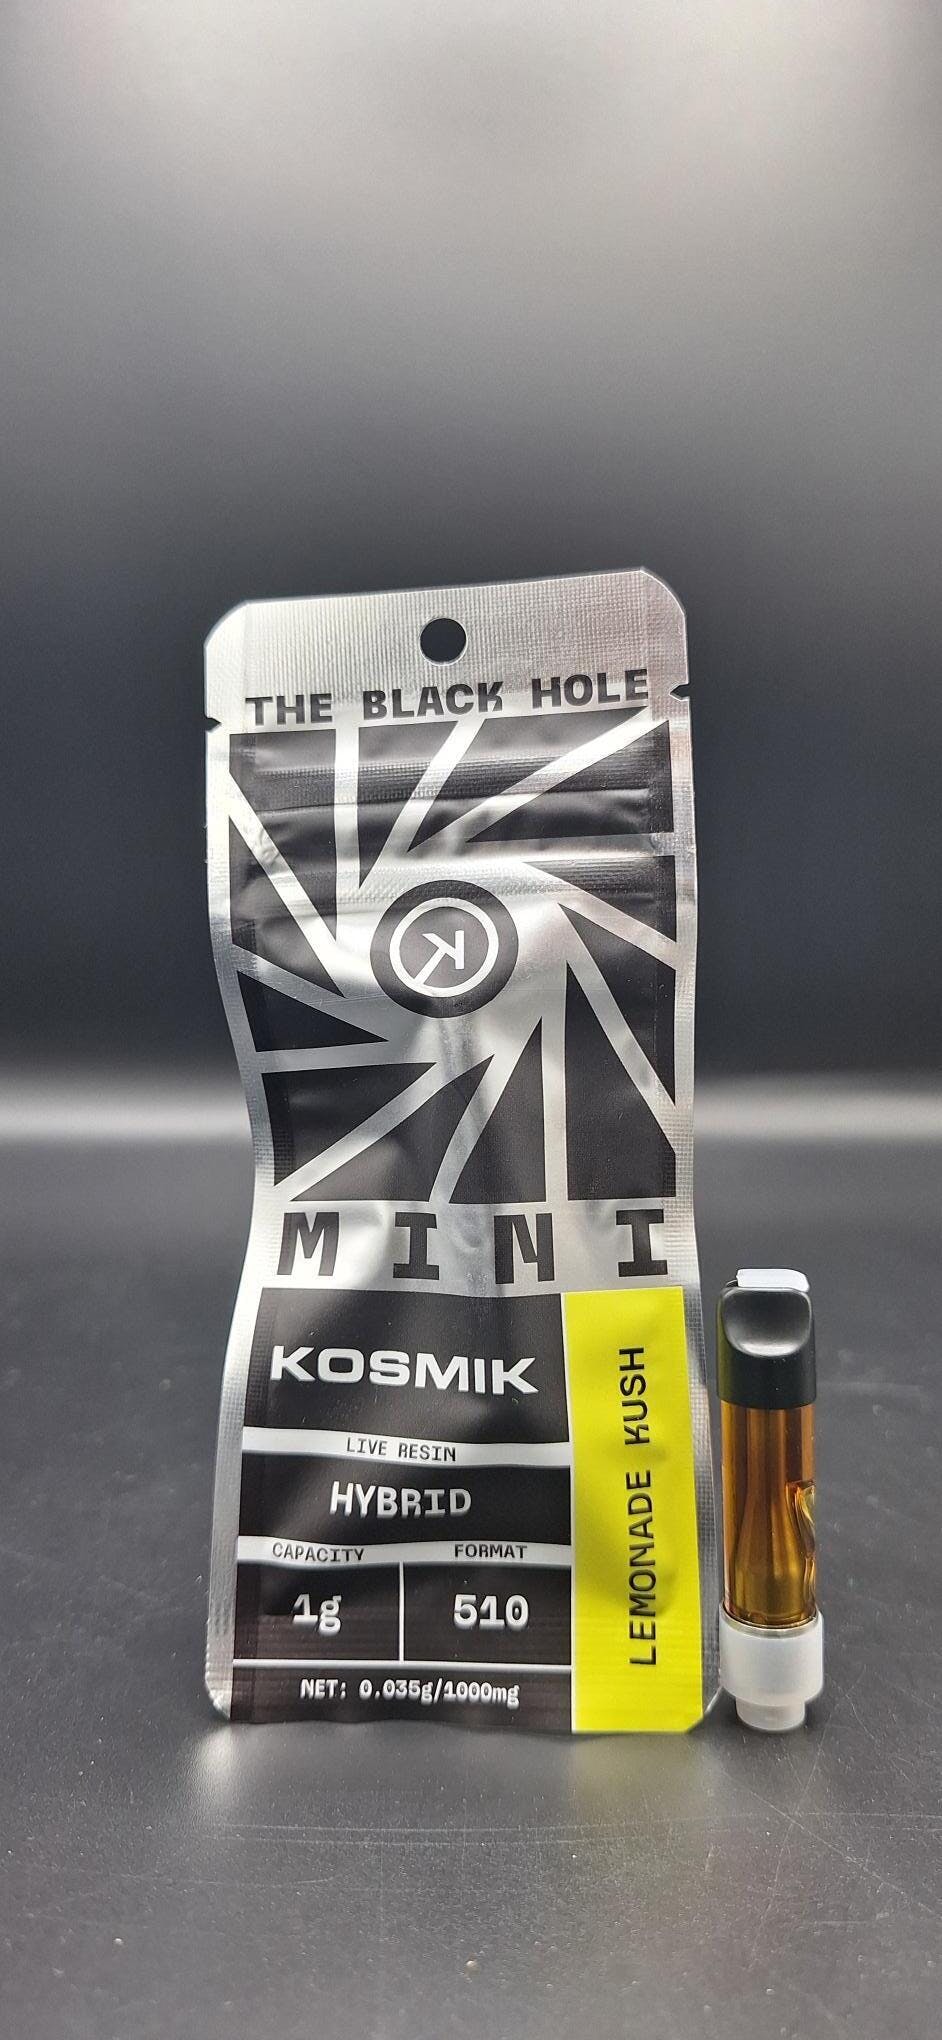 THE BLACK HOLE
K
MINI
KOSMIK
LIVE RESIN
HYBRID
CAPACITY
FORMAT
1g
510
NET: 0.035g/1000mg
LEMONADE KUSH